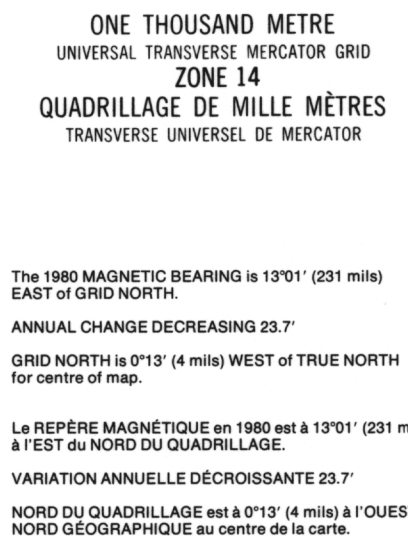 ONE THOUSAND METRE
UNIVERSAL TRANSVERSE MERCATOR GRID
ZONE 14
QUADRILLAGE DE MILLE MÈTRES
TRANSVERSE UNIVERSEL DE MERCATOR
The 1980 MAGNETIC BEARING is 13°01′ (231 mils)
EAST of GRID NORTH.
ANNUAL CHANGE DECREASING 23.7′
GRID NORTH is 0°13′ (4 mils) WEST of TRUE NORTH
for centre of map.
Le REPÈRE MAGNÉTIQUE en 1980 est à 13°01′ (231 m
à l'EST du NORD DU QUADRILLAGE.
VARIATION ANNUELLE DÉCROISSANTE 23.7′
NORD DU QUADRILLAGE est à 0°13′ (4 mils) à l'OUES
NORD GÉOGRAPHIQUE au centre de la carte.